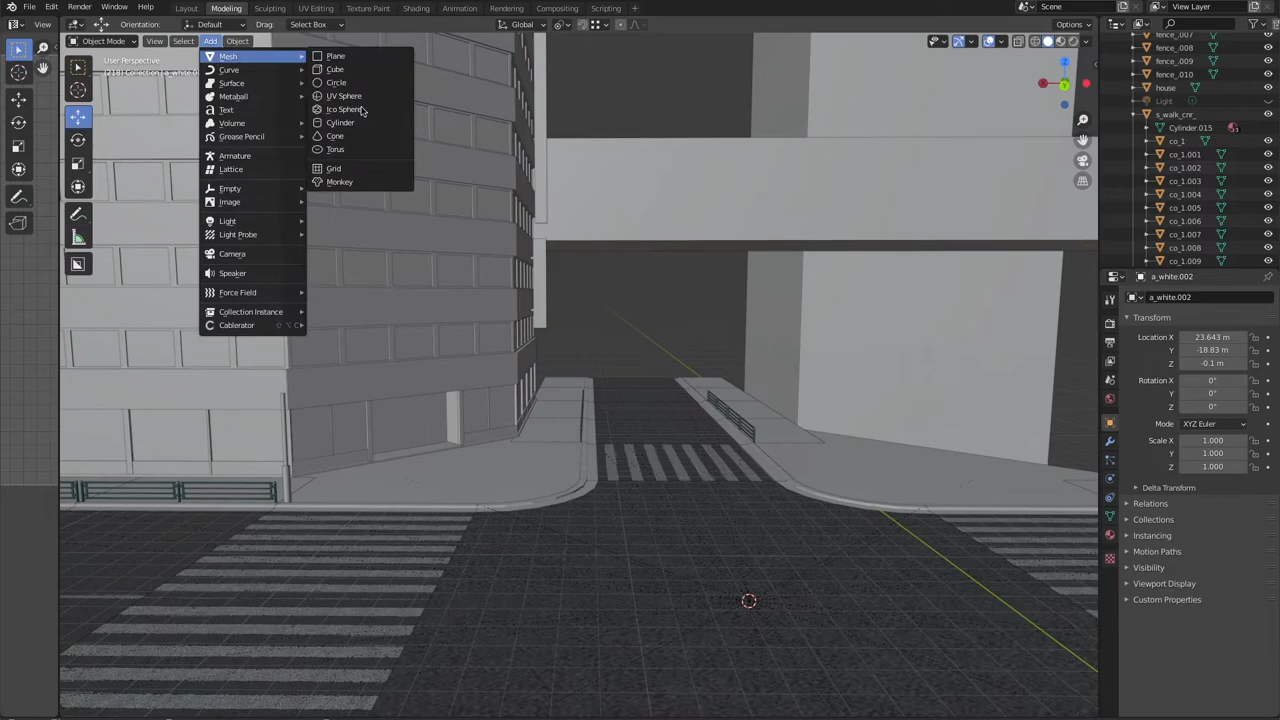 File Edit Render Window Help
Layout Modeling Sculpting UV Editing Texture Paint Shading Animation Rendering Compositing Scripting
Scene
View Layer
View
Orientation: Default Drag: Select Box
Global
Options
Object Mode View Select Add Object
User Perspective
(218) Collection | a_white.002
Mesh
Curve
Surface
Metaball
Text
Volume
Grease Pencil
Armature
Lattice
Empty
Image
Light
Light Probe
Camera
Speaker
Force Field
Collection Instance
Cablerator
Plane
Cube
Circle
UV Sphere
Ico Sphere
Cylinder
Cone
Torus
Grid
Monkey
X
Y
Z
fence_007
fence_008
fence_009
fence_010
house
Light
s_walk_cnr_
Cylinder.015
co_1
co_1.001
co_1.002
co_1.003
co_1.004
co_1.005
co_1.006
co_1.007
co_1.008
co_1.009
a_white.002
a_white.002
Transform
Location X 23.643 m
Y -18.83 m
Z -0.1 m
Rotation X 0°
Y 0°
Z 0°
Mode XYZ Euler
Scale X 1.000
Y 1.000
Z 1.000
Delta Transform
Relations
Collections
Instancing
Motion Paths
Visibility
Viewport Display
Custom Properties